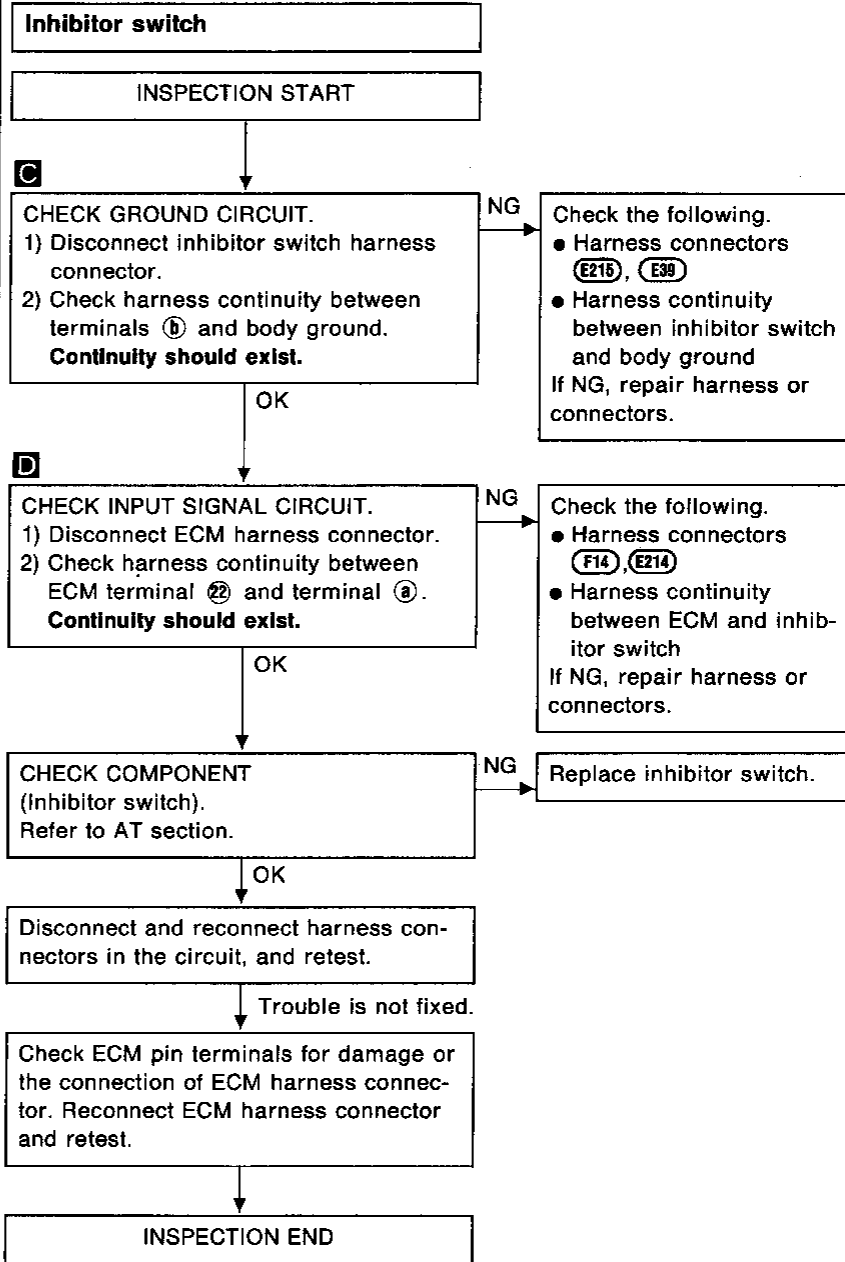 Inhibitor switch
INSPECTION START
C
CHECK GROUND CIRCUIT.
1) Disconnect inhibitor switch harness
connector.
2) Check harness continuity between
terminals ⓑ and body ground.
Continuity should exist.
NG
Check the following.
● Harness connectors
E215, E39
● Harness continuity
between inhibitor switch
and body ground
If NG, repair harness or
connectors.
OK
D
CHECK INPUT SIGNAL CIRCUIT.
1) Disconnect ECM harness connector.
2) Check harness continuity between
ECM terminal ㉒ and terminal ⓐ.
Continuity should exist.
NG
Check the following.
● Harness connectors
F14,E214
● Harness continuity
between ECM and inhib-
itor switch
If NG, repair harness or
connectors.
OK
CHECK COMPONENT
(Inhibitor switch).
Refer to AT section.
NG
Replace inhibitor switch.
OK
Disconnect and reconnect harness con-
nectors in the circuit, and retest.
Trouble is not fixed.
Check ECM pin terminals for damage or
the connection of ECM harness connec-
tor. Reconnect ECM harness connector
and retest.
INSPECTION END